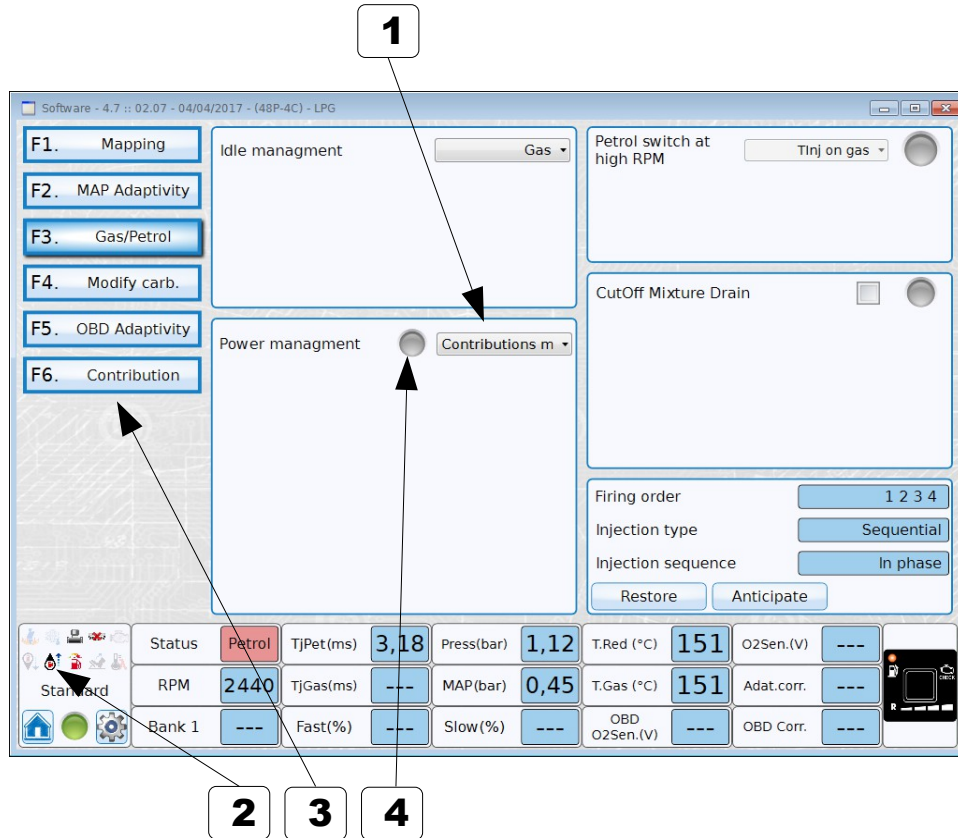 1
Software - 4.7 :: 02.07 - 04/04/2017 - (48P-4C) - LPG
F1. Mapping
F2. MAP Adaptivity
F3. Gas/Petrol
F4. Modify carb.
F5. OBD Adaptivity
F6. Contribution
Idle managment Gas
Power managment Contributions m
Petrol switch at
high RPM
TInj on gas
CutOff Mixture Drain
Firing order 1 2 3 4
Injection type Sequential
Injection sequence In phase
Restore Anticipate
Standard
Status Petrol TjPet(ms) 3,18 Press(bar) 1,12 T.Red (°C) 151 O2Sen.(V) ---
RPM 2440 TjGas(ms) --- MAP(bar) 0,45 T.Gas (°C) 151 Adat.corr. ---
Bank 1 --- Fast(%) --- Slow(%) --- OBD
O2Sen.(V) --- OBD Corr. ---
CHECK
R
2 3 4